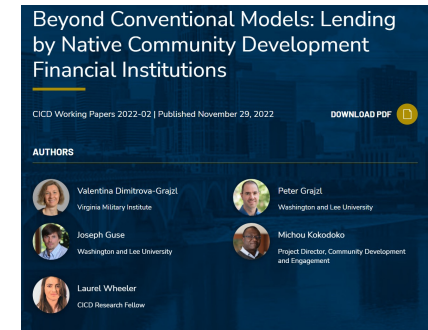 Beyond Conventional Models: Lending
by Native Community Development
Financial Institutions
CICD Working Papers 2022-02 | Published November 29, 2022
DOWNLOAD PDF
AUTHORS
Valentina Dimitrova-Grajzl
Virginia Military Institute
Peter Grajzl
Washington and Lee University
Joseph Guse
Washington and Lee University
Michou Kokodoko
Project Director, Community Development
and Engagement
Laurel Wheeler
CICD Research Fellow